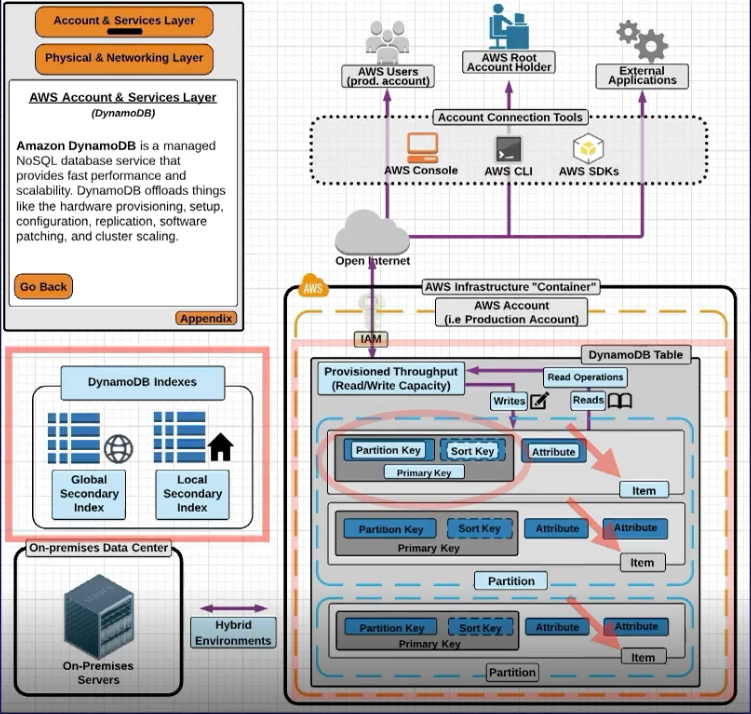 Account & Services Layer
Physical & Networking Layer
AWS Account & Services Layer
(DynamoDB)
Amazon DynamoDB is a managed
NoSQL database service that
provides fast performance and
scalability. DynamoDB offloads things
like the hardware provisioning, setup,
configuration, replication, software
patching, and cluster scaling.
Go Back
Appendix
AWS Users
(prod. account)
AWS Root
Account Holder
External
Applications
Account Connection Tools
AWS Console
AWS CLI
AWS SDKs
Open Internet
AWS
AWS Infrastructure "Container"
AWS Account
(i.e Production Account)
IAM
DynamoDB Table
Provisioned Throughput
(Read/Write Capacity)
Read Operations
Writes
Reads
Partition Key
Sort Key
Attribute
Primary Key
Item
Partition Key
Sort Key
Attribute
Attribute
Primary Key
Item
Partition
Partition Key
Sort Key
Attribute
Attribute
Primary Key
Item
Partition
DynamoDB Indexes
Global
Secondary
Index
Local
Secondary
Index
On-premises Data Center
On-Premises
Servers
Hybrid
Environments